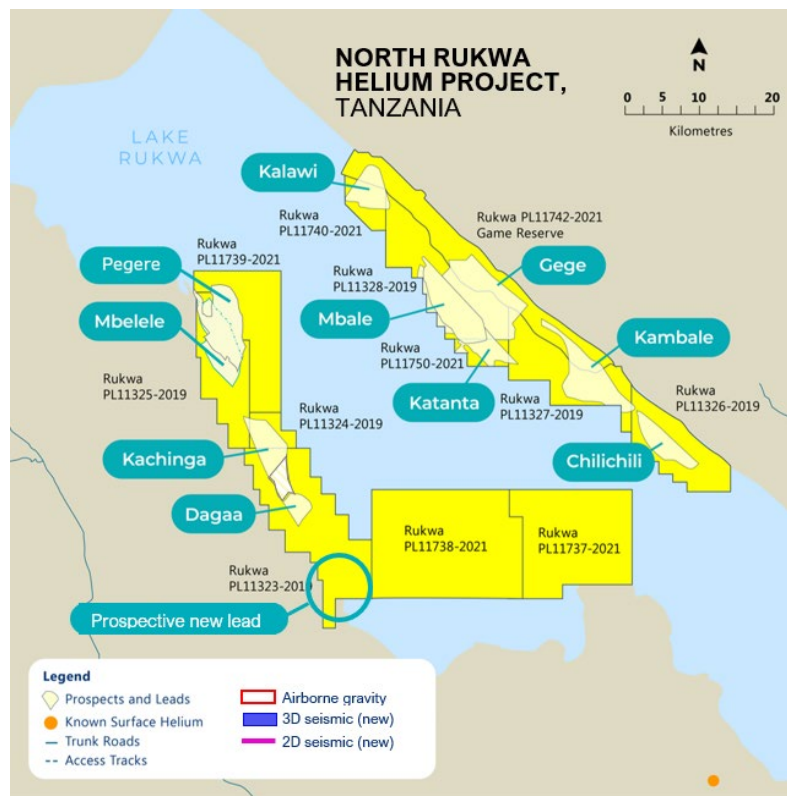 NORTH RUKWA
HELIUM PROJECT,
TANZANIA
N
0 5 10 20
Kilometres
LAKE
RUKWA
Kalawi
Rukwa
PL11740-2021
Rukwa PL11742-2021
Game Reserve
Rukwa
PL11739-2021
Pegere
Gege
Rukwa
PL11328-2019
Mbale
Mbelele
Kambale
Rukwa
PL11750-2021
Rukwa
PL11325-2019
Katanta
Rukwa
PL11327-2019
Rukwa
PL11326-2019
Rukwa
PL11324-2019
Kachinga
Chilichili
Dagaa
Rukwa
PL11738-2021
Rukwa
PL11737-2021
Rukwa
PL11323-2019
Prospective new lead
Legend
Prospects and Leads
Known Surface Helium
Trunk Roads
Access Tracks
Airborne gravity
3D seismic (new)
2D seismic (new)